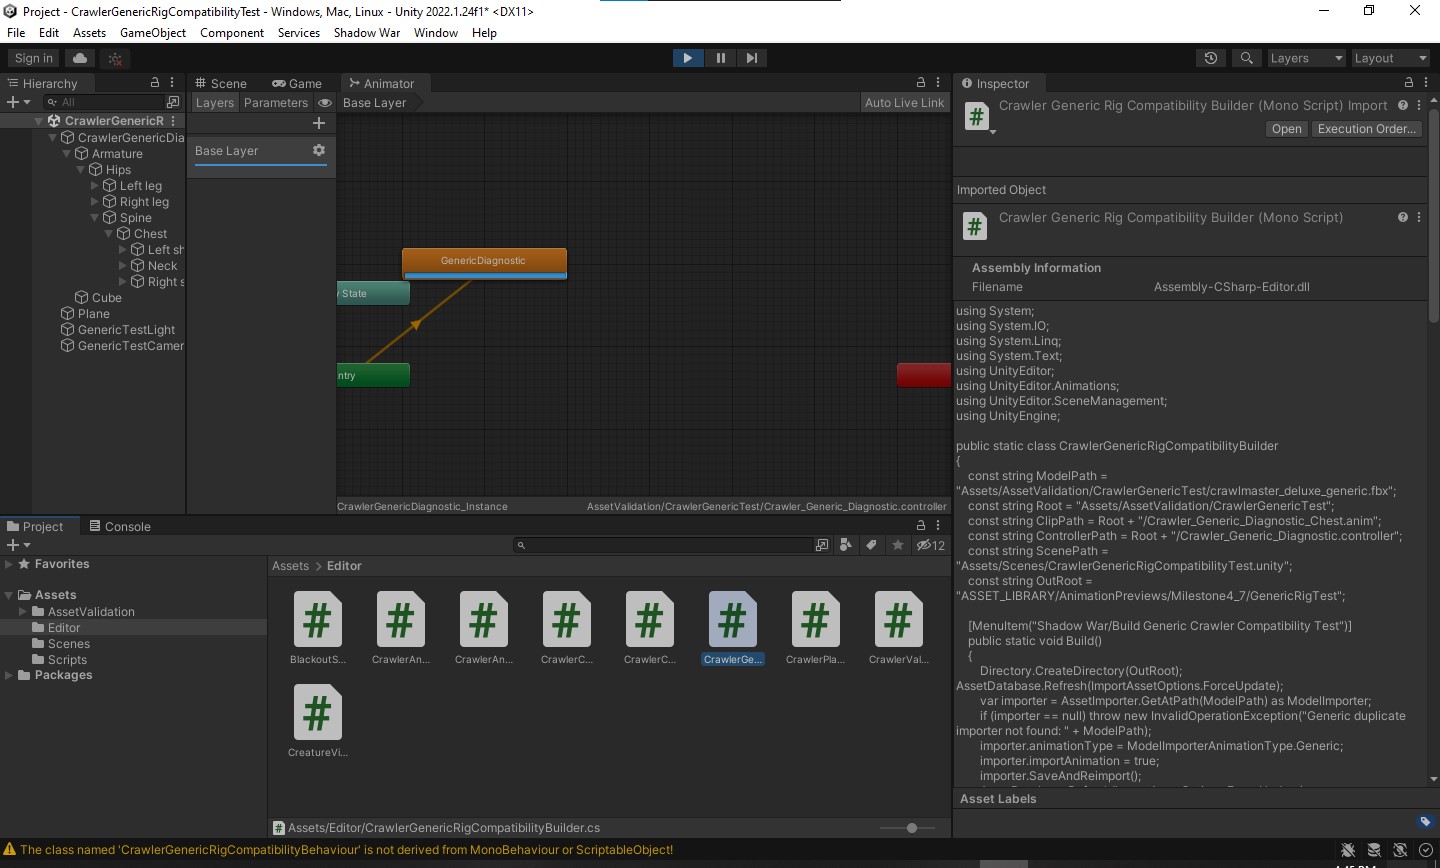 Project - CrawlerGenericRigCompatibilityTest - Windows, Mac, Linux - Unity 2022.1.24f1* <DX11>
File Edit Assets GameObject Component Services Shadow War Window Help
Sign in
Layers
Layout
Hierarchy
All
CrawlerGenericR
CrawlerGenericDia
Armature
Hips
Left leg
Right leg
Spine
Chest
Left sh
Neck
Right s
Cube
Plane
GenericTestLight
GenericTestCamer
Scene Game Animator
Layers Parameters Base Layer Auto Live Link
Base Layer
GenericDiagnostic
y State
ntry
CrawlerGenericDiagnostic_Instance AssetValidation/CrawlerGenericTest/Crawler_Generic_Diagnostic.controller
Inspector
Crawler Generic Rig Compatibility Builder (Mono Script) Import
Open Execution Order...
Imported Object
Crawler Generic Rig Compatibility Builder (Mono Script)
Assembly Information
Filename Assembly-CSharp-Editor.dll
using System;
using System.IO;
using System.Linq;
using System.Text;
using UnityEditor;
using UnityEditor.Animations;
using UnityEditor.SceneManagement;
using UnityEngine;
public static class CrawlerGenericRigCompatibilityBuilder
{
const string ModelPath =
"Assets/AssetValidation/CrawlerGenericTest/crawlmaster_deluxe_generic.fbx";
const string Root = "Assets/AssetValidation/CrawlerGenericTest";
const string ClipPath = Root + "/Crawler_Generic_Diagnostic_Chest.anim";
const string ControllerPath = Root + "/Crawler_Generic_Diagnostic.controller";
const string ScenePath =
"Assets/Scenes/CrawlerGenericRigCompatibilityTest.unity";
const string OutRoot =
"ASSET_LIBRARY/AnimationPreviews/Milestone4_7/GenericRigTest";
[MenuItem("Shadow War/Build Generic Crawler Compatibility Test")]
public static void Build()
{
Directory.CreateDirectory(OutRoot);
AssetDatabase.Refresh(ImportAssetOptions.ForceUpdate);
var importer = AssetImporter.GetAtPath(ModelPath) as ModelImporter;
if (importer == null) throw new InvalidOperationException("Generic duplicate
importer not found: " + ModelPath);
importer.animationType = ModelImporterAnimationType.Generic;
importer.importAnimation = true;
importer.SaveAndReimport();
Asset Labels
Project Console
12
Favorites
Assets
AssetValidation
Editor
Scenes
Scripts
Packages
Assets > Editor
BlackoutS... CrawlerAn... CrawlerAn... CrawlerC... CrawlerC... CrawlerGe... CrawlerPla... CrawlerVal...
CreatureVi...
Assets/Editor/CrawlerGenericRigCompatibilityBuilder.cs
The class named 'CrawlerGenericRigCompatibilityBehaviour' is not derived from MonoBehaviour or ScriptableObject!